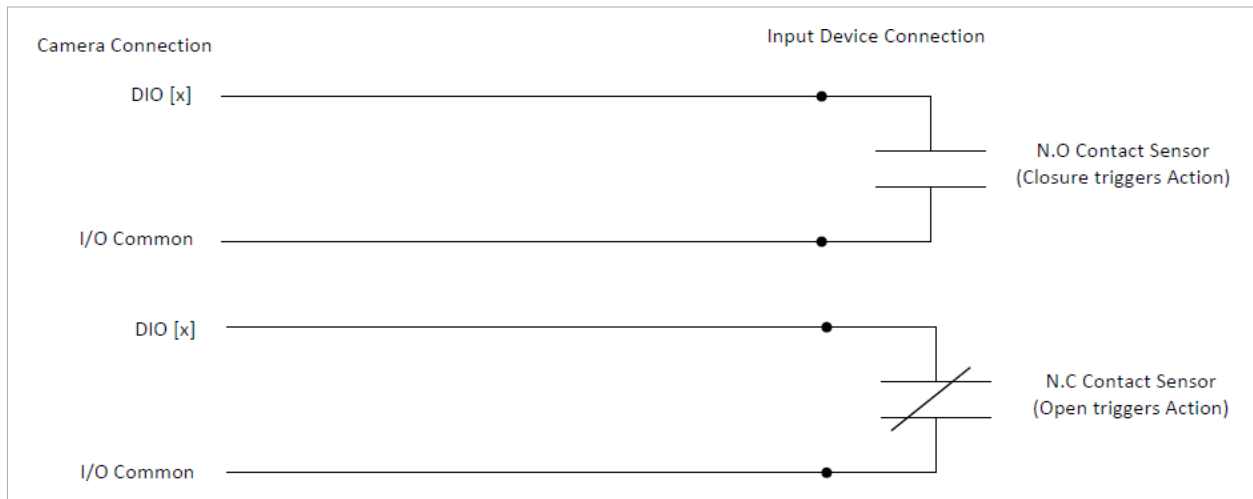 Camera Connection
Input Device Connection
DIO [x]
N.O Contact Sensor
(Closure triggers Action)
I/O Common
DIO [x]
N.C Contact Sensor
(Open triggers Action)
I/O Common